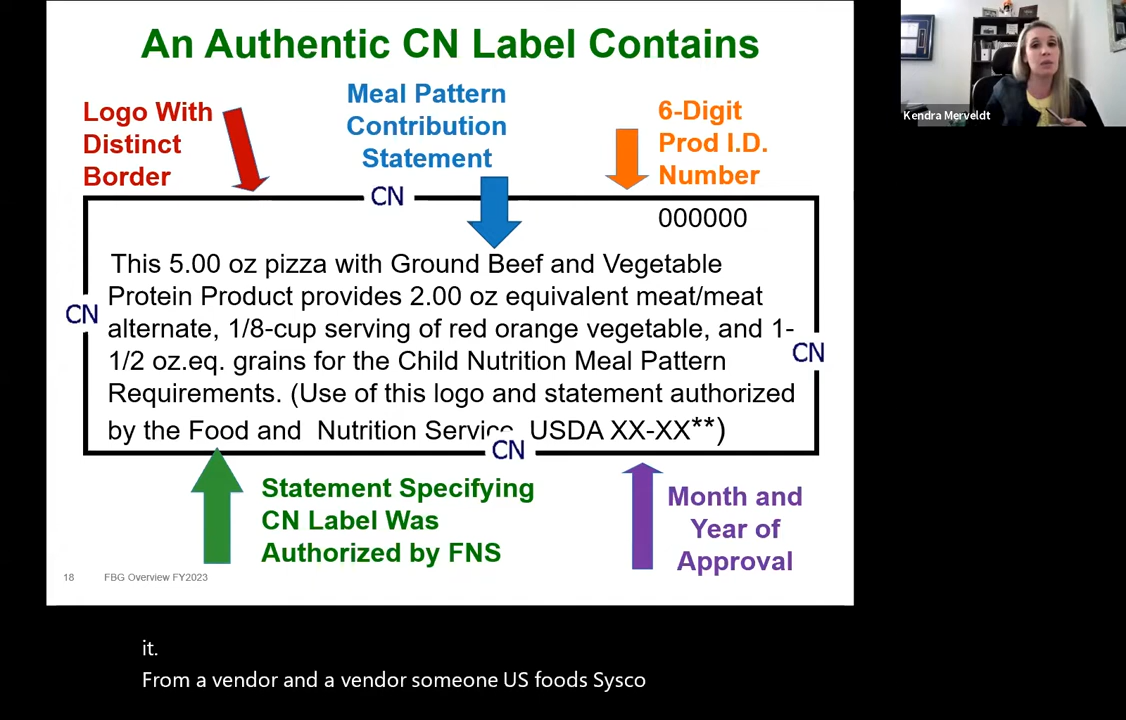 An Authentic CN Label Contains
Logo With
Distinct
Border
Meal Pattern
Contribution
Statement
6-Digit
Prod I.D.
Number
Kendra Merveldt
CN
000000
This 5.00 oz pizza with Ground Beef and Vegetable
Protein Product provides 2.00 oz equivalent meat/meat
CN
alternate, 1/8-cup serving of red orange vegetable, and 1-
CN
1/2 oz.eq. grains for the Child Nutrition Meal Pattern
Requirements. (Use of this logo and statement authorized
by the Food and Nutrition Service, USDA XX-XX**)
CN
Statement Specifying
CN Label Was
Authorized by FNS
Month and
Year of
Approval
18 FBG Overview FY2023
it.
From a vendor and a vendor someone US foods Sysco